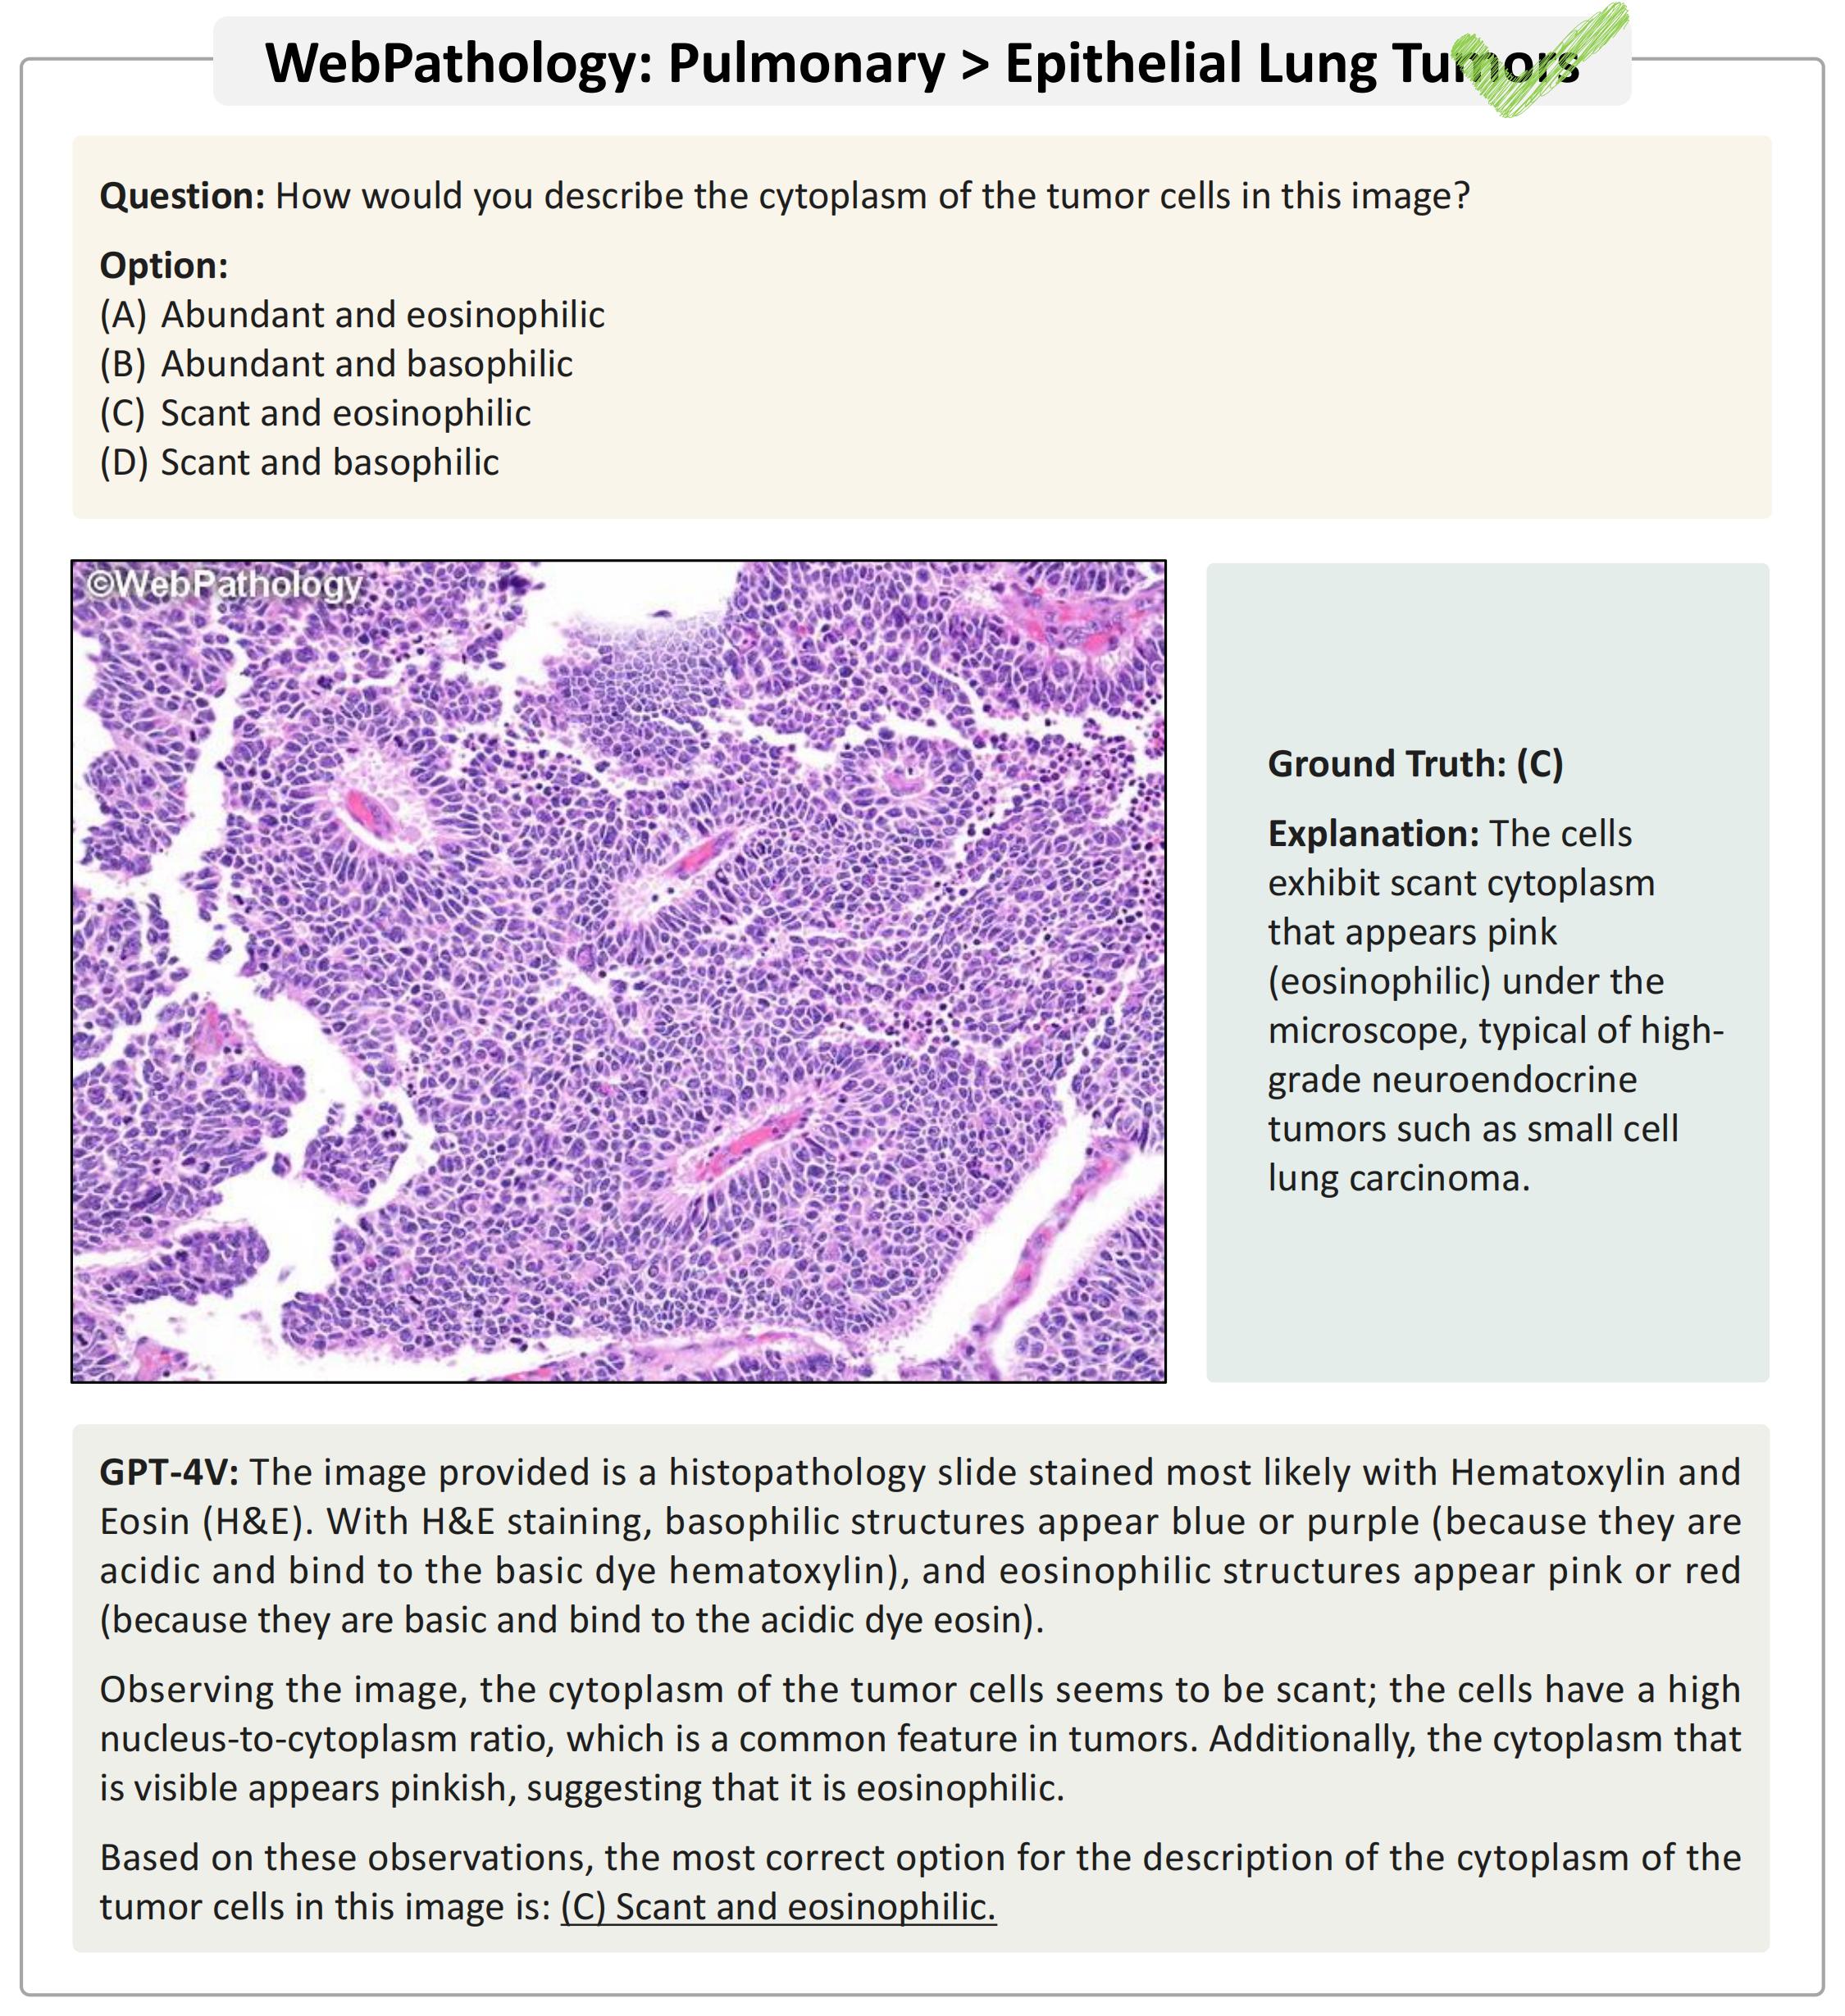 WebPathology: Pulmonary > Epithelial Lung Tumors
Question: How would you describe the cytoplasm of the tumor cells in this image?
Option:
(A) Abundant and eosinophilic
(B) Abundant and basophilic
(C) Scant and eosinophilic
(D) Scant and basophilic
©WebPathology
Ground Truth: (C)
Explanation: The cells
exhibit scant cytoplasm
that appears pink
(eosinophilic) under the
microscope, typical of high-
grade neuroendocrine
tumors such as small cell
lung carcinoma.
GPT-4V: The image provided is a histopathology slide stained most likely with Hematoxylin and
Eosin (H&E). With H&E staining, basophilic structures appear blue or purple (because they are
acidic and bind to the basic dye hematoxylin), and eosinophilic structures appear pink or red
(because they are basic and bind to the acidic dye eosin).
Observing the image, the cytoplasm of the tumor cells seems to be scant; the cells have a high
nucleus-to-cytoplasm ratio, which is a common feature in tumors. Additionally, the cytoplasm that
is visible appears pinkish, suggesting that it is eosinophilic.
Based on these observations, the most correct option for the description of the cytoplasm of the
tumor cells in this image is: (C) Scant and eosinophilic.